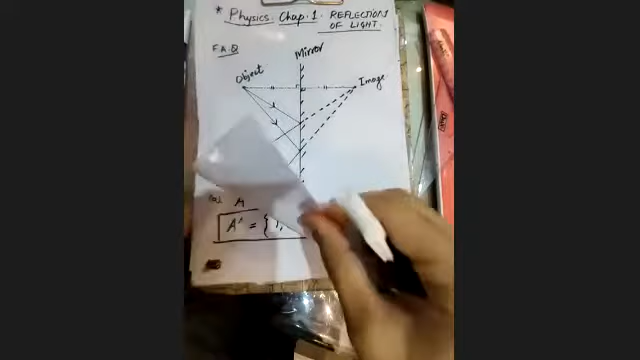 * Physics. Chap. 1. REFLECTION
OF LIGHT.
F.A.Q
Mirror
Object
Image
A' = {